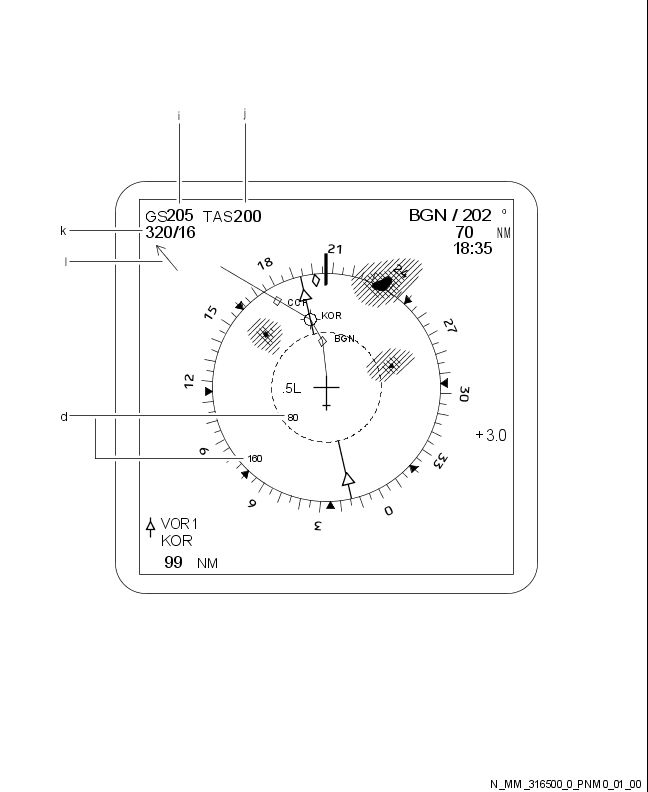 i j
GS205 TAS200 BGN / 202 °
k 320/16 70 NM
18:35
l
21
18 24
CCF
15 KOR 27
BGN
12 .5L 30
d 80
+3.0
9 160 33
6 0
3
VOR1
KOR
99 NM
N_MM_316500_0_PNM0_01_00